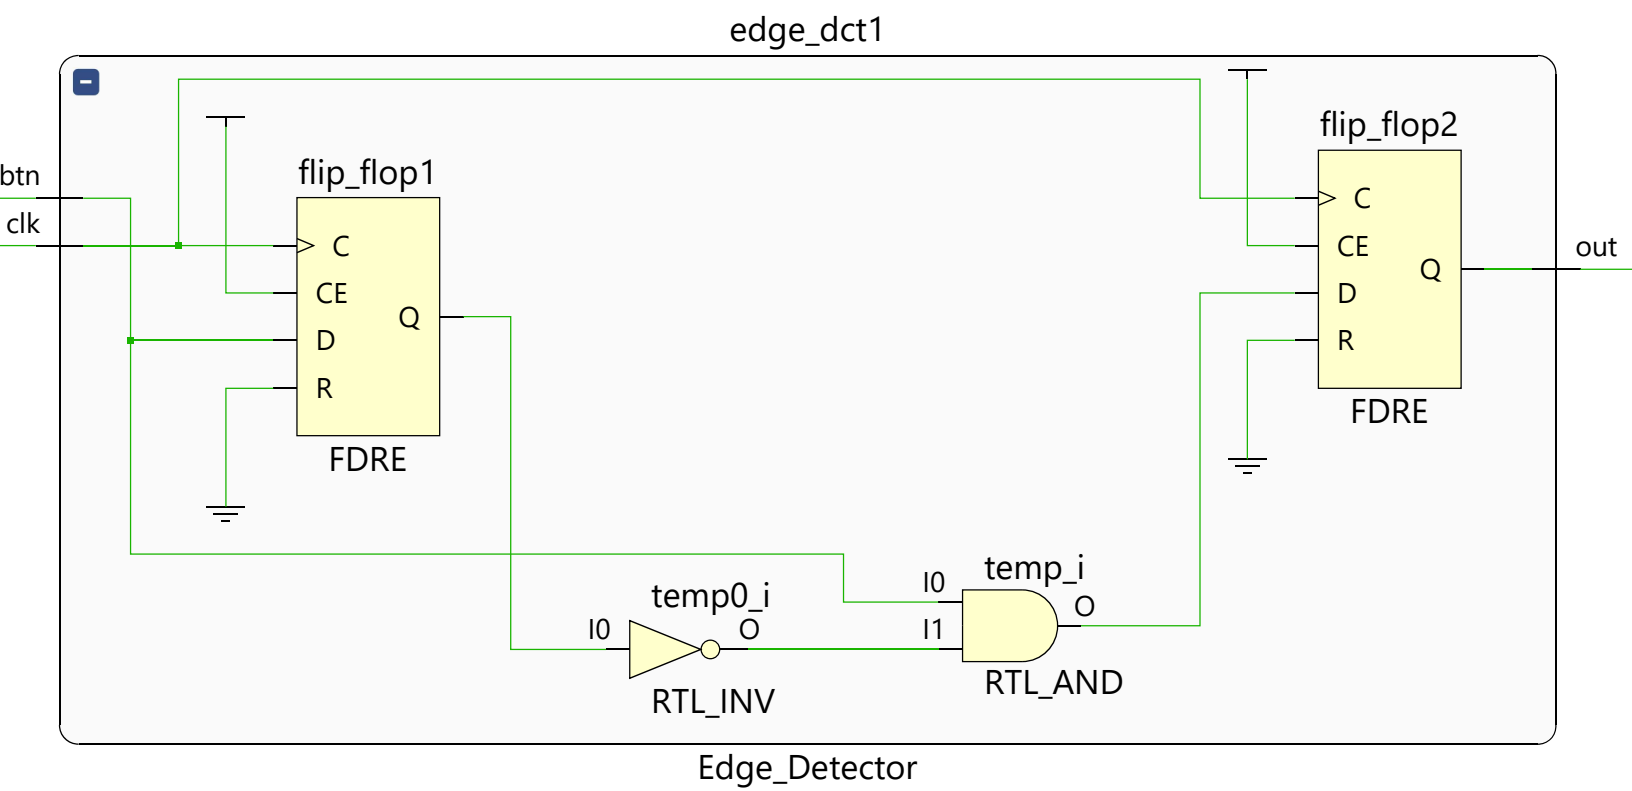 edge_dct1
flip_flop2
flip_flop1
btn
clk
C
CE
D
R
Q
FDRE
C
CE
D
R
Q
out
FDRE
temp0_i
I0
O
RTL_INV
temp_i
I0
I1
O
RTL_AND
Edge_Detector